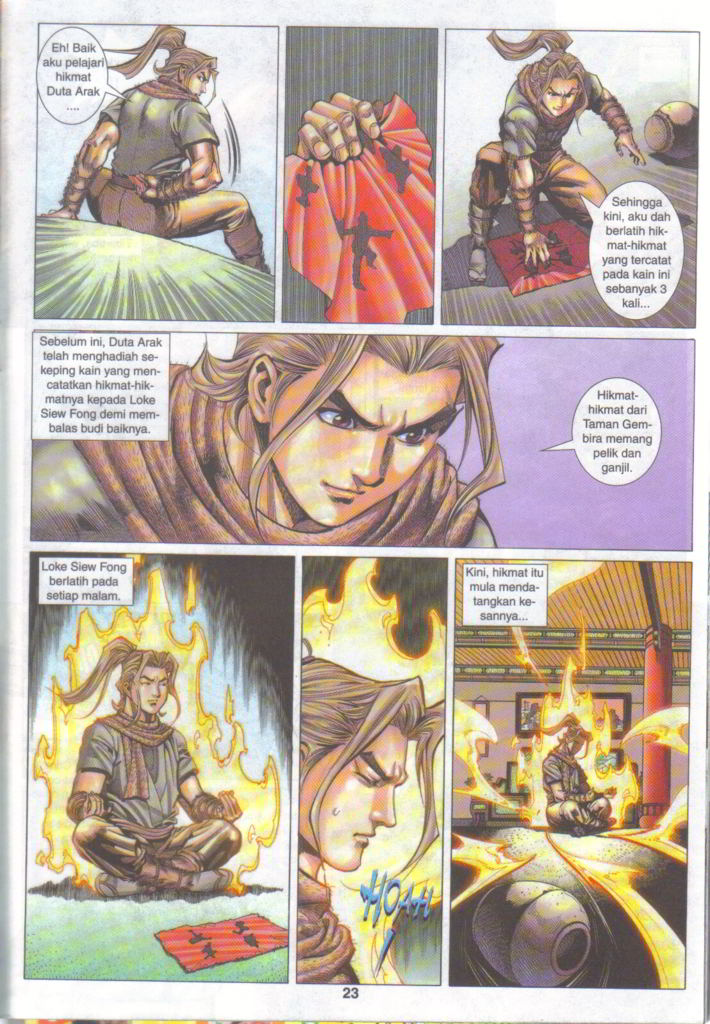 Eh! Baik
aku pelajari
hikmat
Duta Arak
....
Sehingga
kini, aku dah
berlatih hik-
mat-hikmat
yang tercatat
pada kain ini
sebanyak 3
kali...
Sebelum ini, Duta Arak
telah menghadiah se-
keping kain yang men-
catatkan hikmat-hik-
matnya kepada Loke
Siew Fong demi mem-
balas budi baiknya.
Hikmat-
hikmat dari
Taman Gem-
bira memang
pelik dan
ganjil.
Loke Siew Fong
berlatih pada
setiap malam.
HOAH
!
Kini, hikmat itu
mula menda-
tangkan ke-
sannya...
23